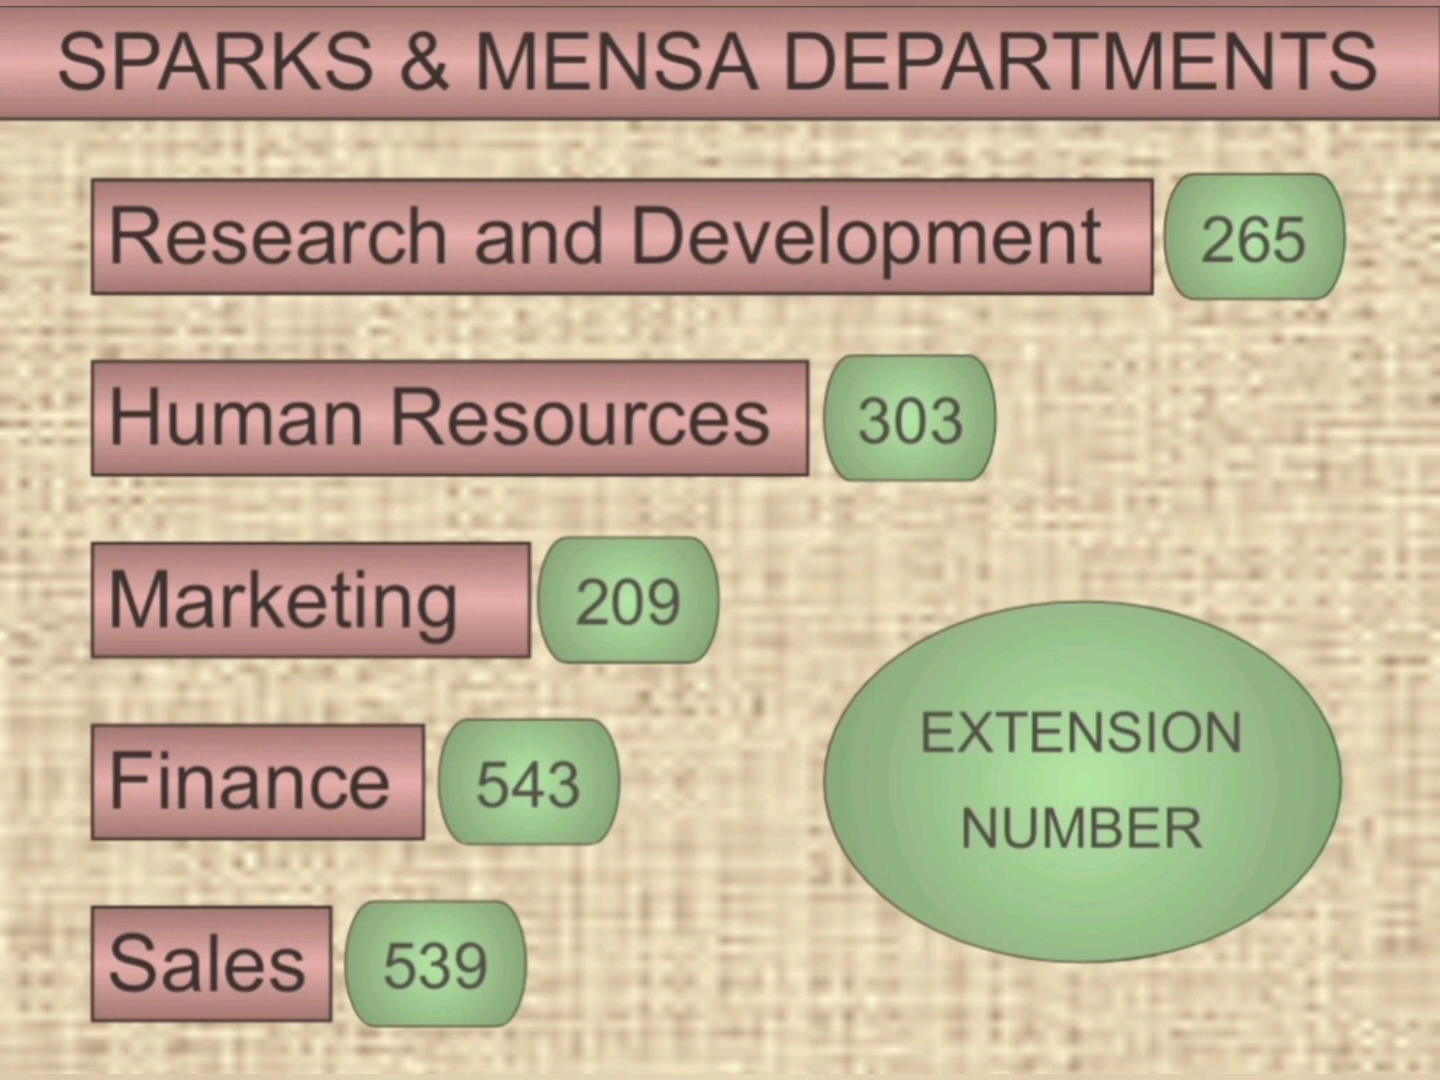 SPARKS & MENSA DEPARTMENTS
Research and Development 265
Human Resources 303
Marketing 209
Finance 543
Sales 539
EXTENSION
NUMBER